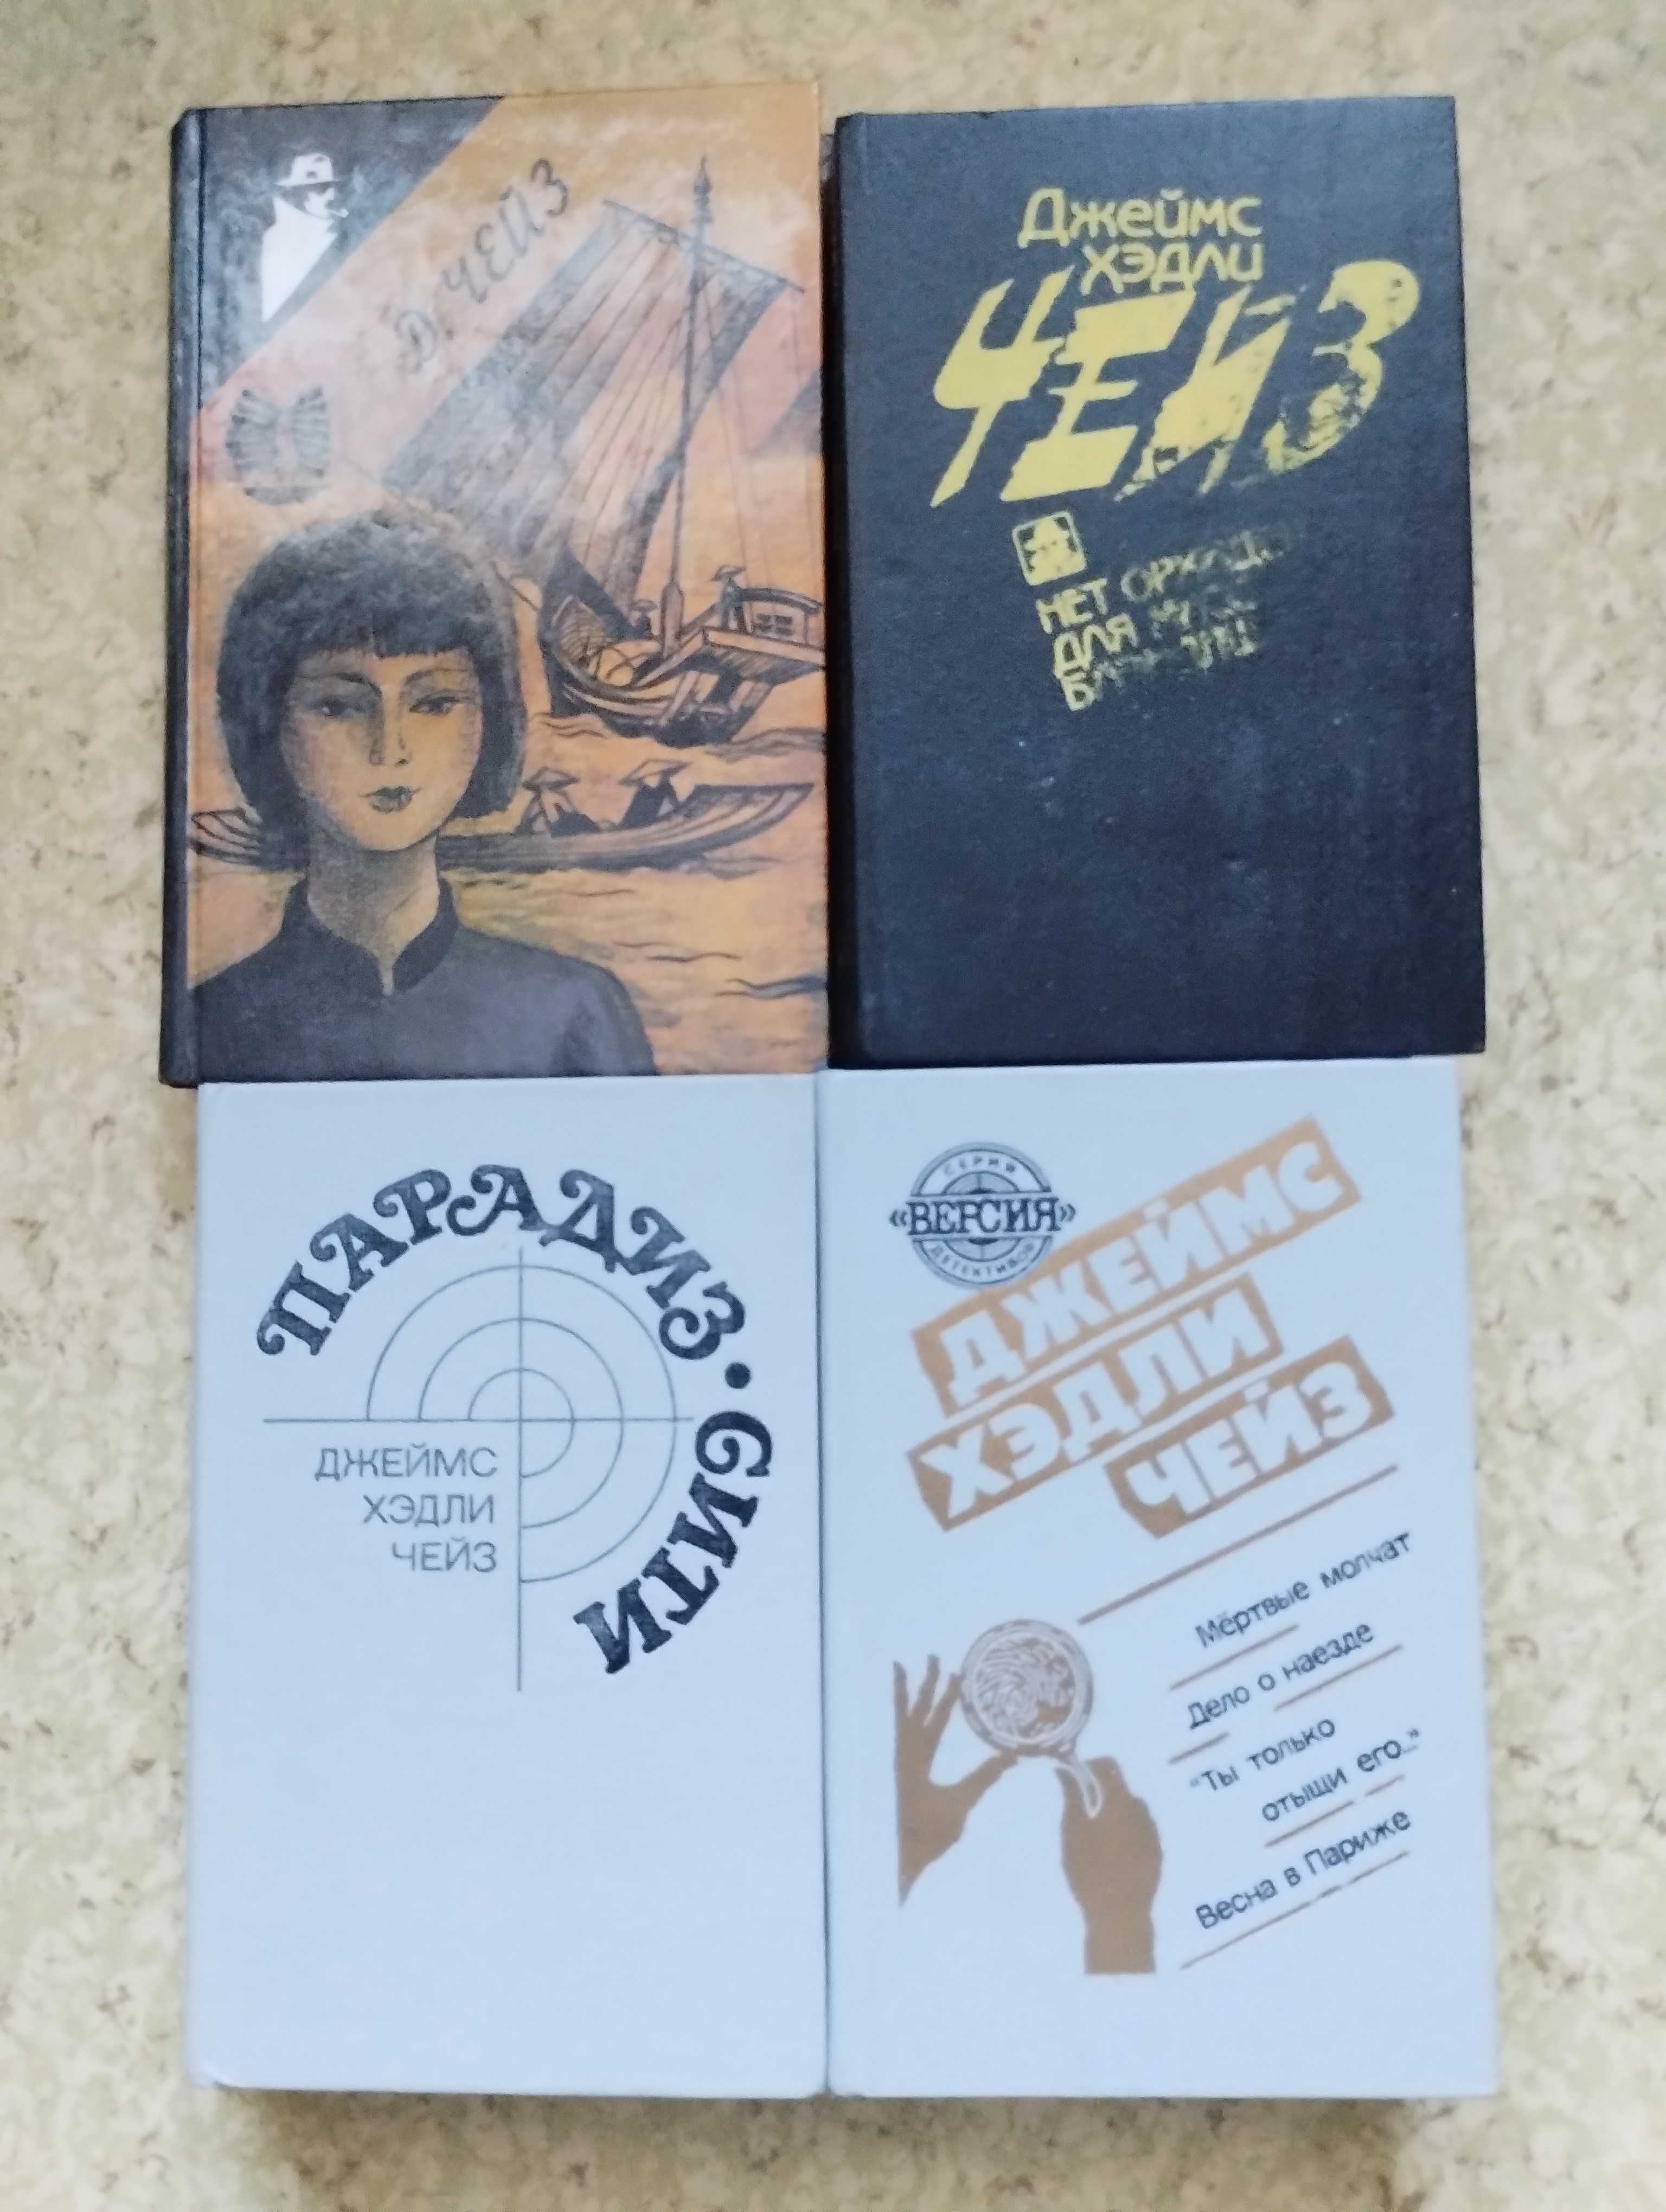 Д. ЧЕЙЗ
Джеймс
Хэдли
ЧЕЙЗ
НЕТ ОРХИДЕЙ
ДЛЯ
ПАРАДИЗ·СИТИ
ДЖЕЙМС
ХЭДЛИ
ЧЕЙЗ
СЕРИЯ
«ВЕРСИЯ»
ДЕТЕКТИВОВ
ДЖЕЙМС
ХЭДЛИ
ЧЕЙЗ
Мёртвые молчат
Дело о наезде
"Ты только
отыщи его..."
Весна в Париже